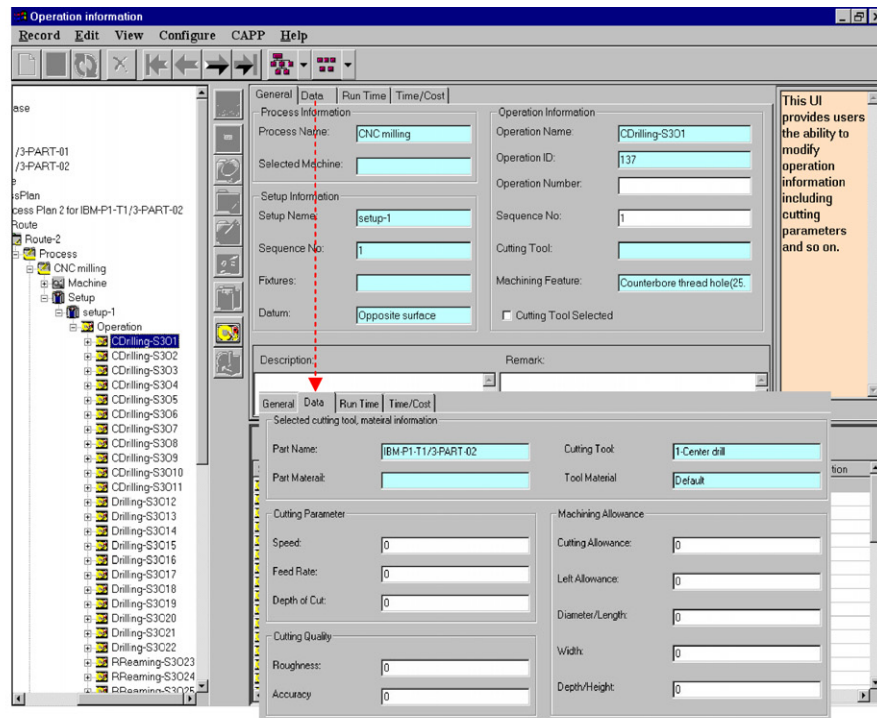 Operation information
Record Edit View Configure CAPP Help
ase
/3-PART-01
/3-PART-02
sPlan
cess Plan 2 for IBM-P1-T1/3-PART-02
Route
Route-2
Process
CNC milling
Machine
Setup
setup-1
Operation
CDrilling-S3O1
CDrilling-S3O2
CDrilling-S3O3
CDrilling-S3O4
CDrilling-S3O5
CDrilling-S3O6
CDrilling-S3O7
CDrilling-S3O8
CDrilling-S3O9
CDrilling-S3O10
CDrilling-S3O11
Drilling-S3O12
Drilling-S3O13
Drilling-S3O14
Drilling-S3O15
Drilling-S3O16
Drilling-S3O17
Drilling-S3O18
Drilling-S3O19
Drilling-S3O20
Drilling-S3O21
Drilling-S3O22
RReaming-S3O23
RReaming-S3O24
RReaming-S3O25
General Data Run Time Time/Cost
Process Information
Process Name: CNC milling
Selected Machine:
Setup Information
Setup Name: setup-1
Sequence No: 1
Fixtures:
Datum: Opposite surface
Operation Information
Operation Name: CDrilling-S3O1
Operation ID: 137
Operation Number:
Sequence No: 1
Cutting Tool:
Machining Feature: Counterbore thread hole(25.
Cutting Tool Selected
Description:
Remark:
This UI
provides users
the ability to
modify
operation
information
including
cutting
parameters
and so on.
tion
General Data Run Time Time/Cost
Selected cutting tool, mateiral information
Part Name: IBM-P1-T1/3-PART-02
Cutting Tool: 1-Center drill
Part Materail:
Tool Material Default
Cutting Parameter
Speed: 0
Feed Rate: 0
Depth of Cut: 0
Cutting Quality
Roughness: 0
Accuracy 0
Machining Allowance
Cutting Allowance: 0
Left Allowance: 0
Diameter/Length: 0
Width: 0
Depth/Height: 0